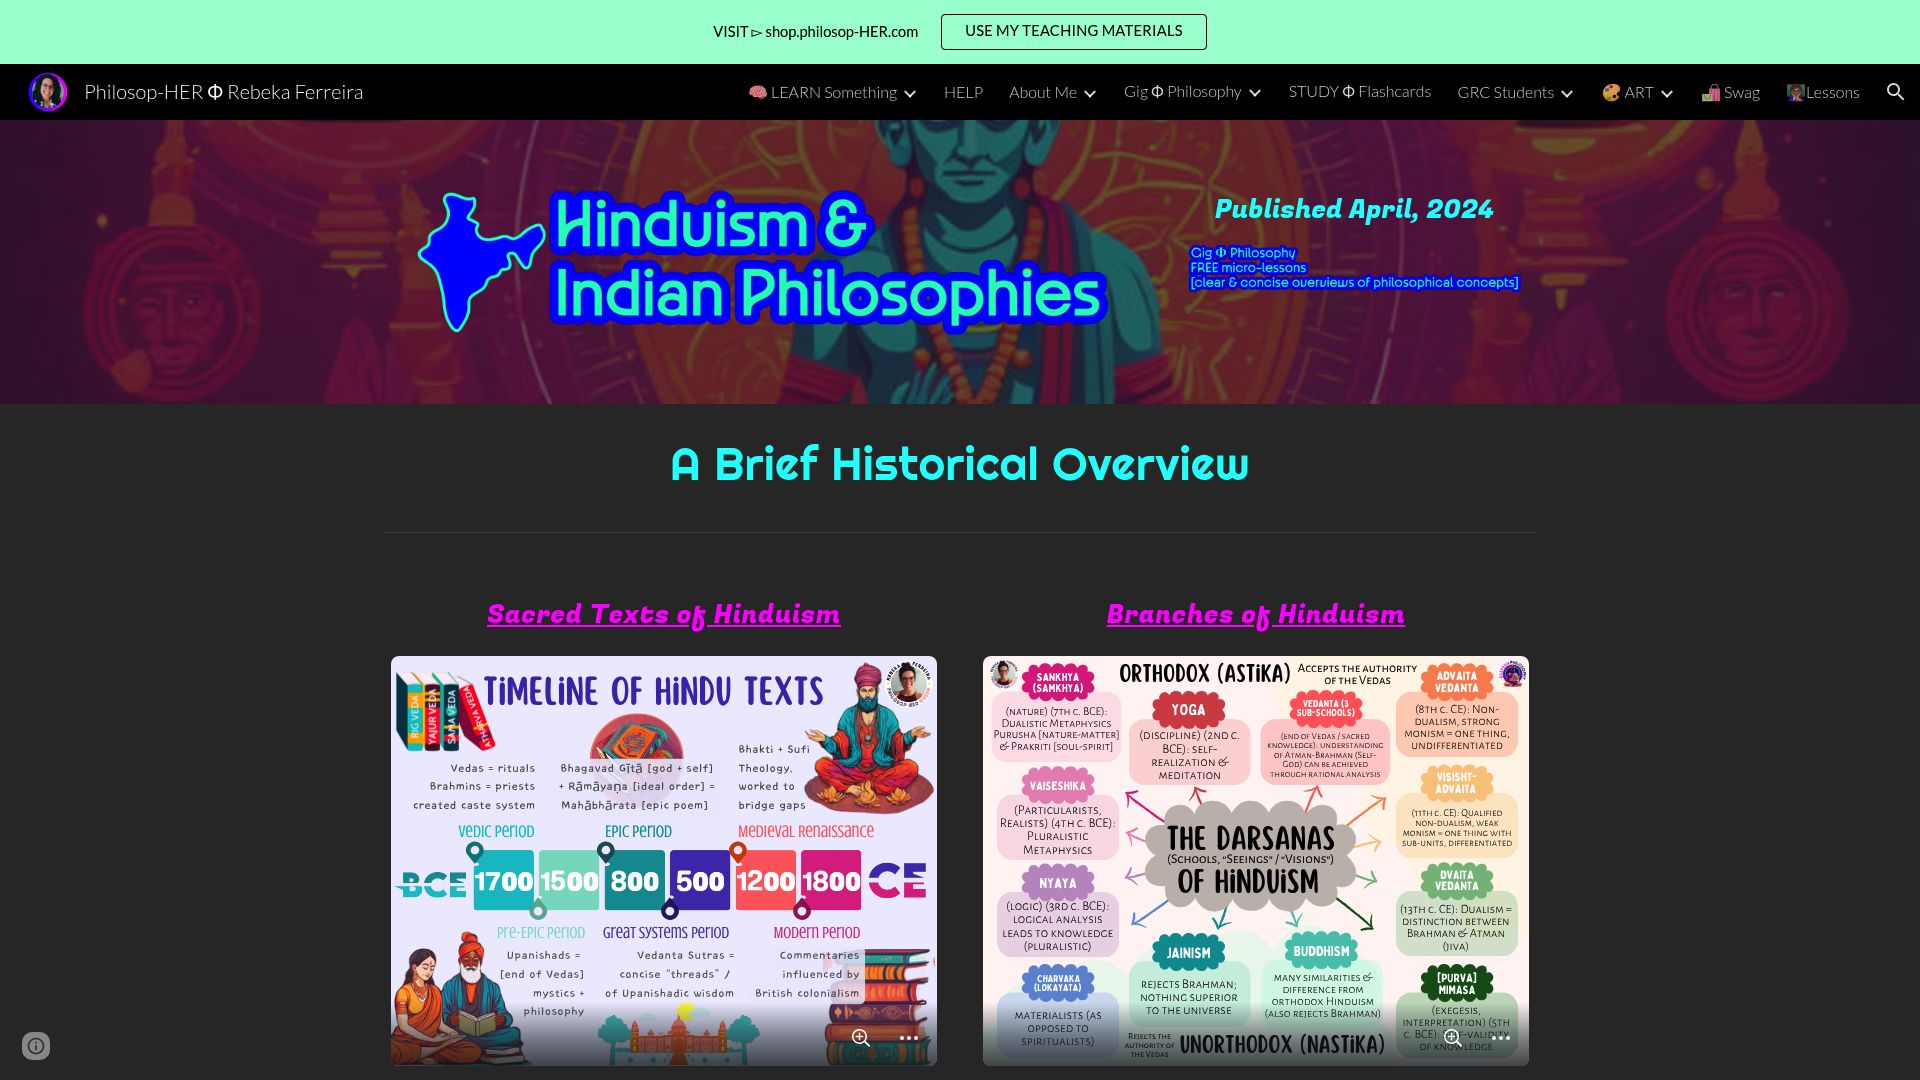 VISIT ▻ shop.philosop-HER.com
USE MY TEACHING MATERIALS
Philosop-HER Φ Rebeka Ferreira
🧠 LEARN Something
HELP
About Me
Gig Φ Philosophy
STUDY Φ Flashcards
GRC Students
🎨 ART
🛍️ Swag
👩🏽‍🏫Lessons
Hinduism &
Indian Philosophies
Published April, 2024
Gig Φ Philosophy
FREE micro-lessons
[clear & concise overviews of philosophical concepts]
A Brief Historical Overview
Sacred Texts of Hinduism
TIMELINE OF HINDU TEXTS
RIG VEDA
YAJUR VEDA
SAMA VEDA
ATHARVA VEDA
Vedas = rituals
Brahmins = priests
created caste system
Bhagavad Gītā [god + self]
+ Rāmāyaṇa [ideal order] =
Mahābhārata [epic poem]
Bhakti + Sufi
Theology,
worked to
bridge gaps
Vedic Period
Epic Period
Medieval Renaissance
BCE
1700
1500
800
500
1200
1800
CE
Pre-Epic Period
Great Systems Period
Modern Period
Upanishads =
[end of Vedas]
mystics +
philosophy
Vedanta Sutras =
concise "threads" /
of Upanishadic wisdom
Commentaries
influenced by
British colonialism
Branches of Hinduism
ORTHODOX (ASTIKA)
Accepts the authority
of the Vedas
SANKHYA
(SAMKHYA)
(nature) (7th c. BCE):
Dualistic Metaphysics
Purusha [nature-matter]
& Prakriti [soul-spirit]
YOGA
(discipline) (2nd c.
BCE): self-
realization &
meditation
VEDANTA (3
SUB-SCHOOLS)
(end of Vedas / sacred
knowledge): understanding
of Atman-Brahman (Self-
God) can be achieved
through rational analysis
ADVAITA
VEDANTA
(8th c. CE): Non-
dualism, strong
monism = one thing,
undifferentiated
VAISESHIKA
(Particularists,
Realists) (4th c. BCE):
Pluralistic
Metaphysics
VISISHT-
ADVAITA
(11th c. CE): Qualified
non-dualism, weak
monism = one thing with
sub-units, differentiated
THE DARSANAS
(Schools, "Seeings" / "Visions")
OF HINDUISM
NYAYA
(logic) (3rd c. BCE):
logical analysis
leads to knowledge
(pluralistic)
DVAITA
VEDANTA
(13th c. CE): Dualism =
distinction between
Brahman & Atman
(jiva)
CHARVAKA
(LOKAYATA)
materialists (as
opposed to
spiritualists)
JAINISM
rejects Brahman;
nothing superior
to the universe
BUDDHISM
many similarities &
difference from
orthodox Hinduism
(also rejects Brahman)
[PURVA]
MIMASA
(exegesis,
interpretation) (5th
c. BCE): self-validity
of knowledge
Rejects the
authority of
the Vedas
UNORTHODOX (NASTIKA)